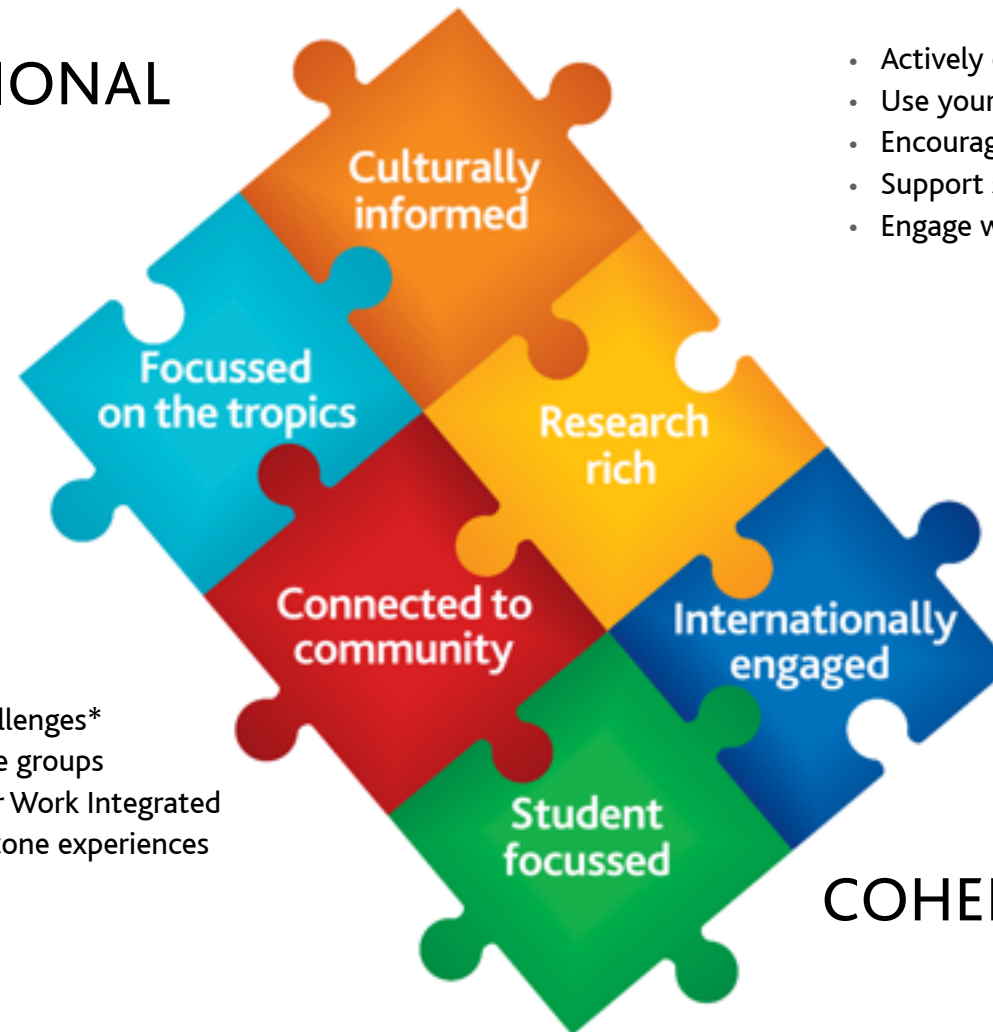 IONAL
Actively
Use your
Encourag
Support
Engage w
Culturally
informed
Focussed
on the tropics
Research
rich
Connected to
community
Internationally
engaged
Student
focussed
llenges*
e groups
r Work Integrated
tone experiences
COHE